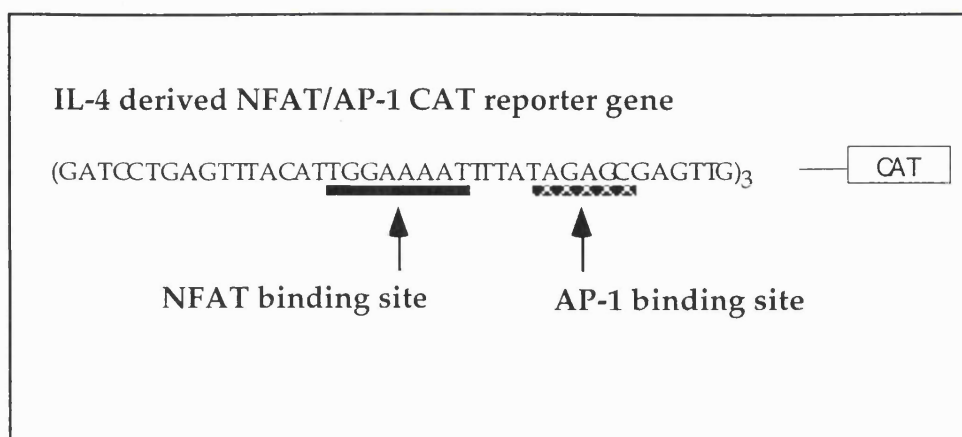 IL-4 derived NFAT/AP-1 CAT reporter gene
(GATCCTGAGTTTACATTGGAAAATTTTATAGAGCGAGTTG)3 CAT
NFAT binding site AP-1 binding site